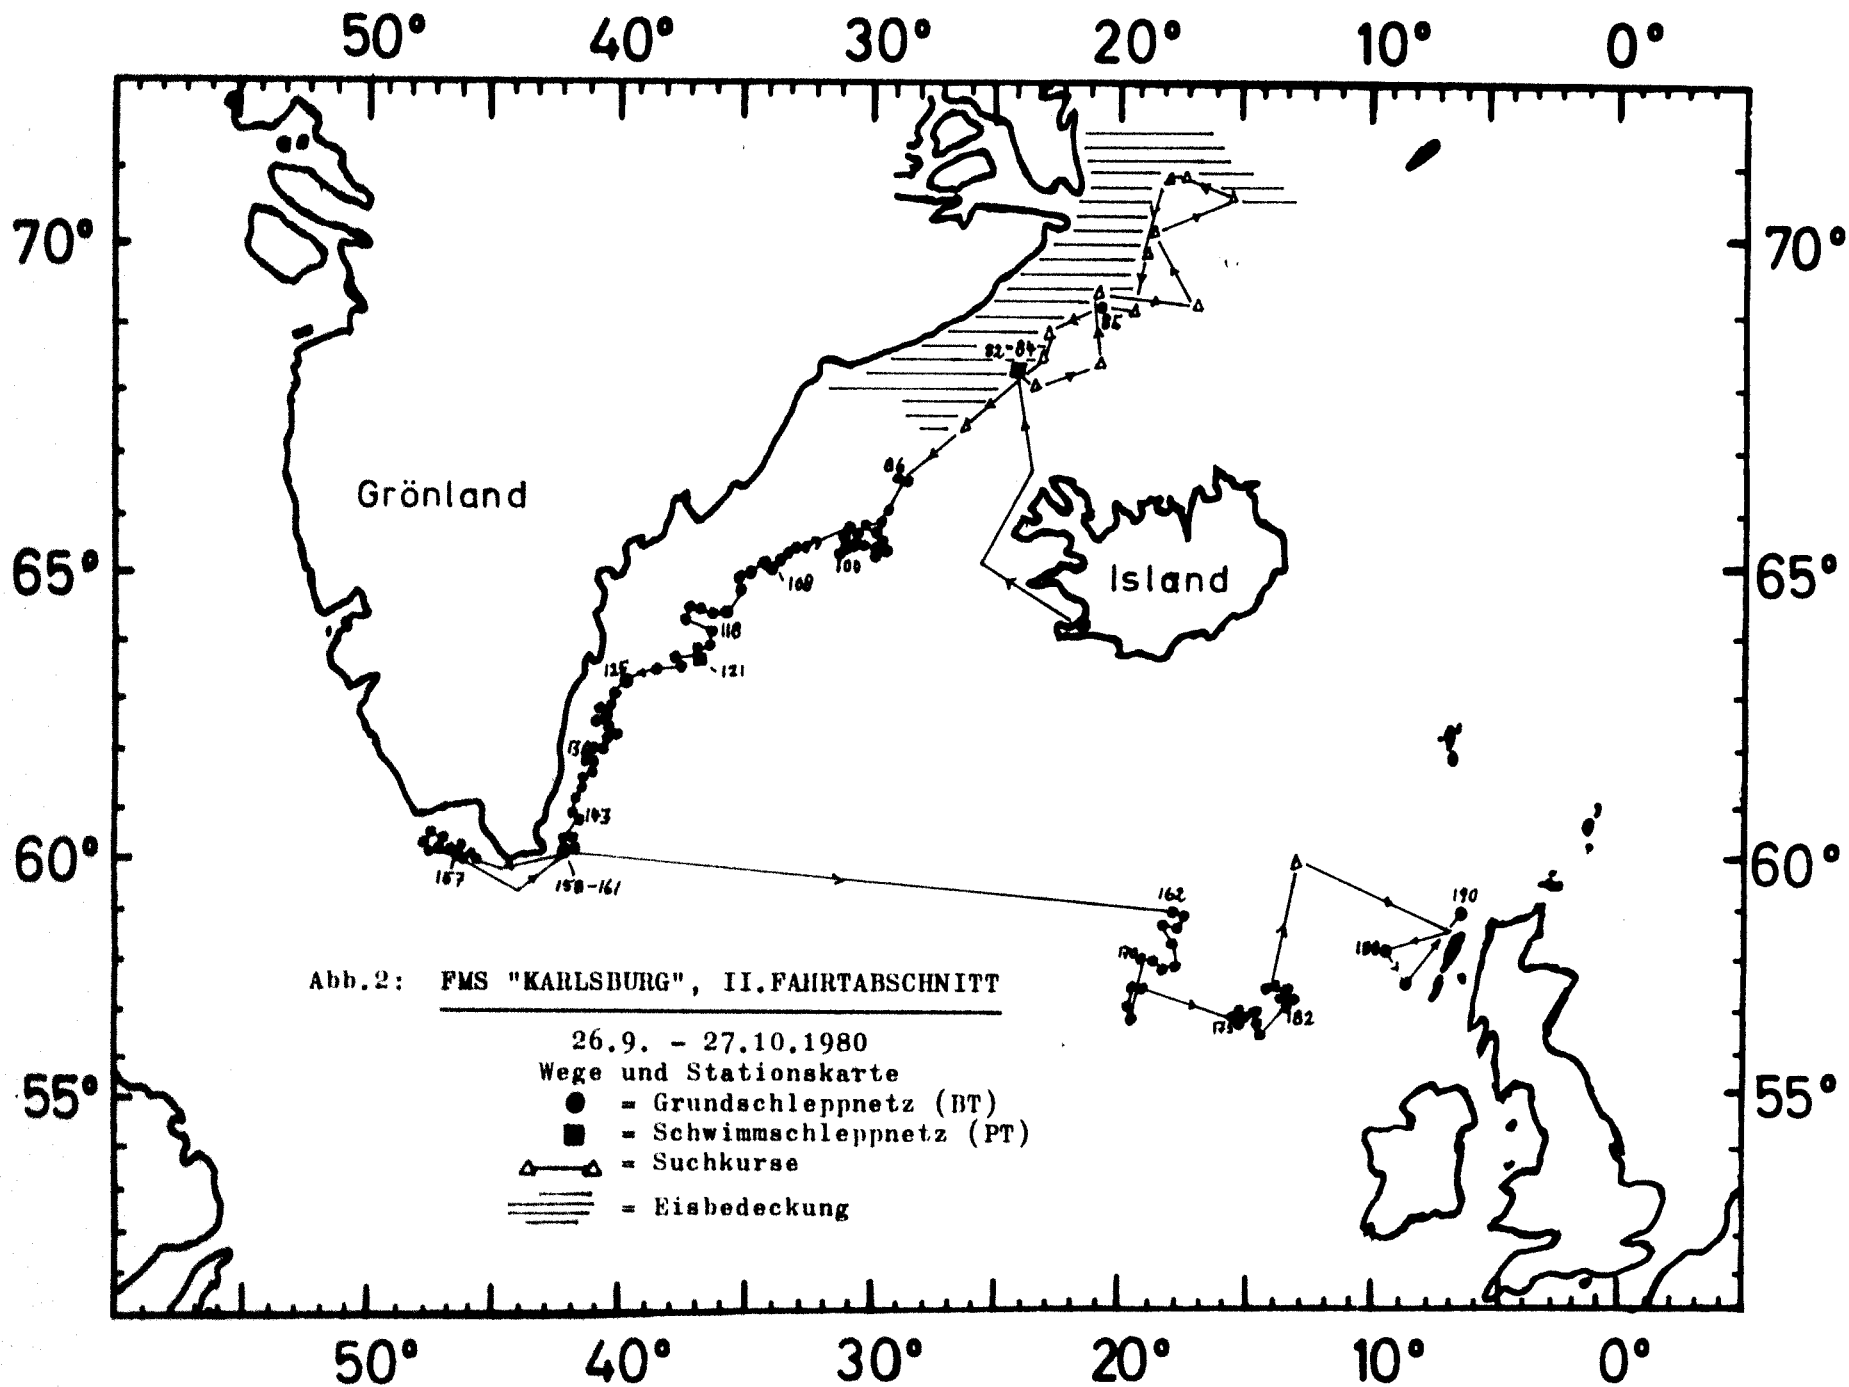 50° 40° 30° 20° 10° 0°
70° 70°
85
82-84
86
Grönland
65° 65°
Island
100
108
118
121
125
143
60° 60°
157
158-161
162
190
Abb.2: FMS "KARLSBURG", II.FAHRTABSCHNITT
182
26.9. - 27.10.1980
Wege und Stationskarte
55° 55°
= Grundschleppnetz (BT)
= Schwimmschleppnetz (PT)
= Suchkurse
= Eisbedeckung
50° 40° 30° 20° 10° 0°